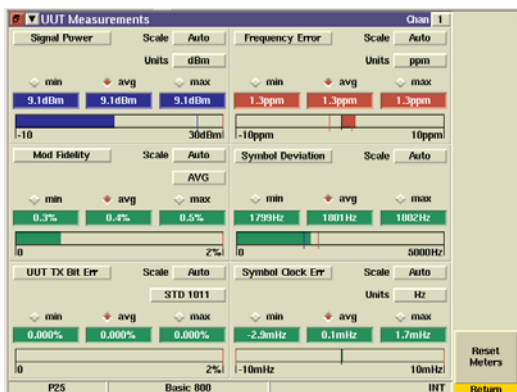 UUT Measurements Chan 1
Signal Power Scale Auto
Units dBm
min avg max
9.1dBm 9.1dBm 9.1dBm
-10 30dBm
Frequency Error Scale Auto
Units ppm
min avg max
1.3ppm 1.3ppm 1.3ppm
-10ppm 10ppm
Mod Fidelity Scale Auto
AVG
min avg max
0.3% 0.4% 0.5%
0 2%
Symbol Deviation Scale Auto
min avg max
1799Hz 1801Hz 1802Hz
0 5000Hz
UUT TX Bit Err Scale Auto
STD 1011
min avg max
0.000% 0.000% 0.000%
0 2%
Symbol Clock Err Scale Auto
Units Hz
min avg max
-2.9mHz 0.1mHz 1.7mHz
-10mHz 10mHz
Reset
Meters
P25 Basic 800 INT Return